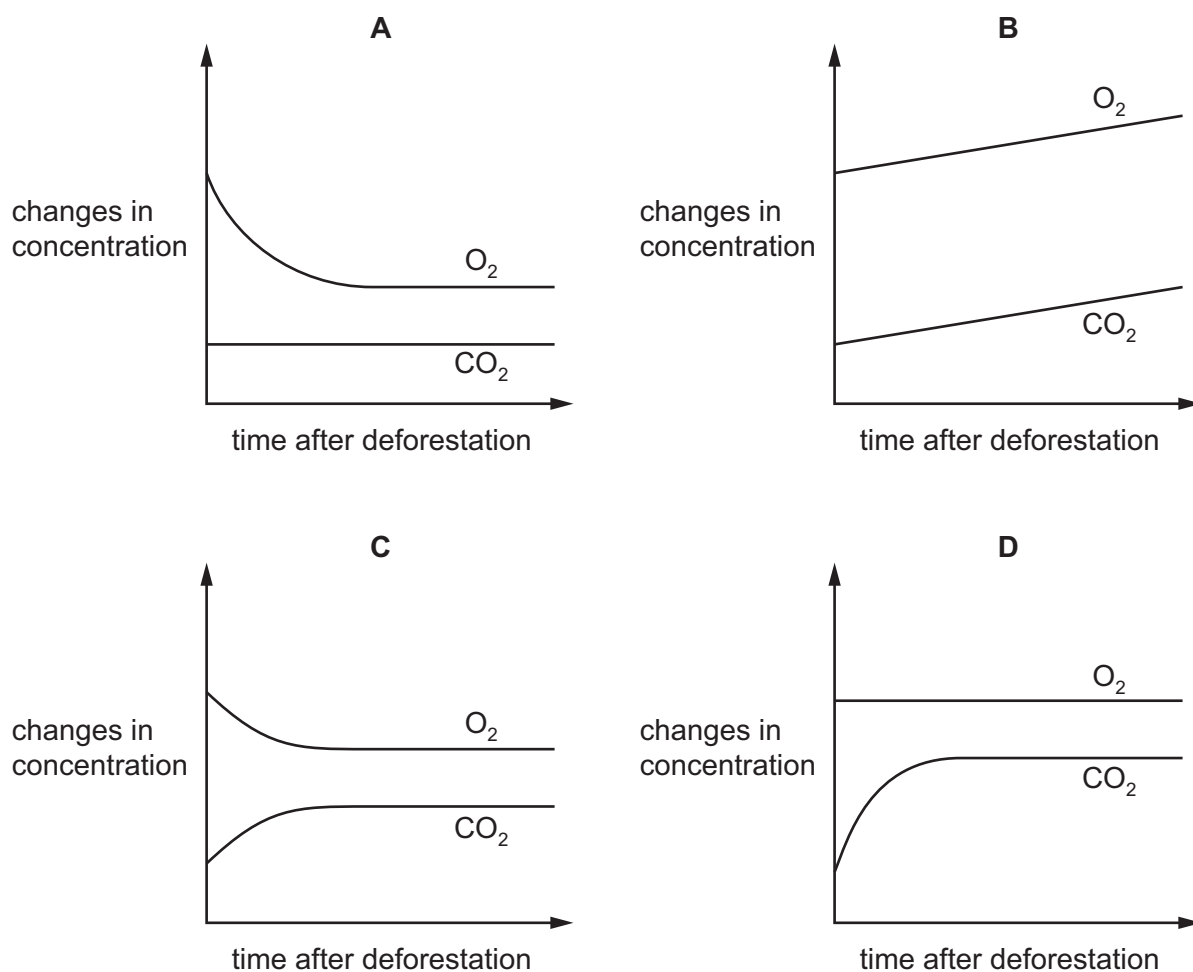 A
changes in
concentration
O₂
CO₂
time after deforestation
B
changes in
concentration
O₂
CO₂
time after deforestation
C
changes in
concentration
O₂
CO₂
time after deforestation
D
changes in
concentration
O₂
CO₂
time after deforestation